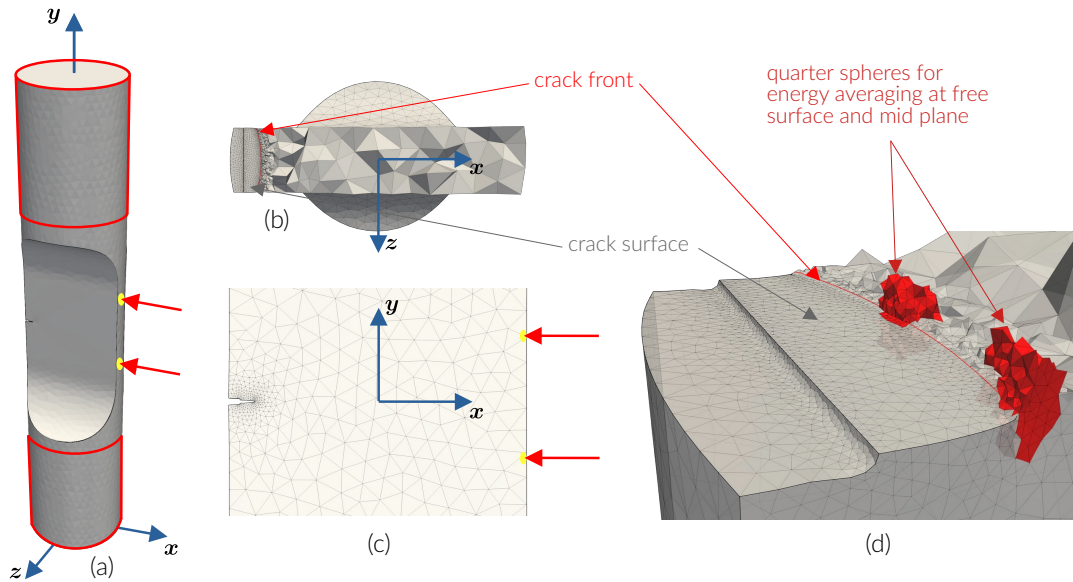 y
x
z
(a)
crack front
x
z
(b)
crack surface
y
x
(c)
quarter spheres for
energy averaging at free
surface and mid plane
(d)